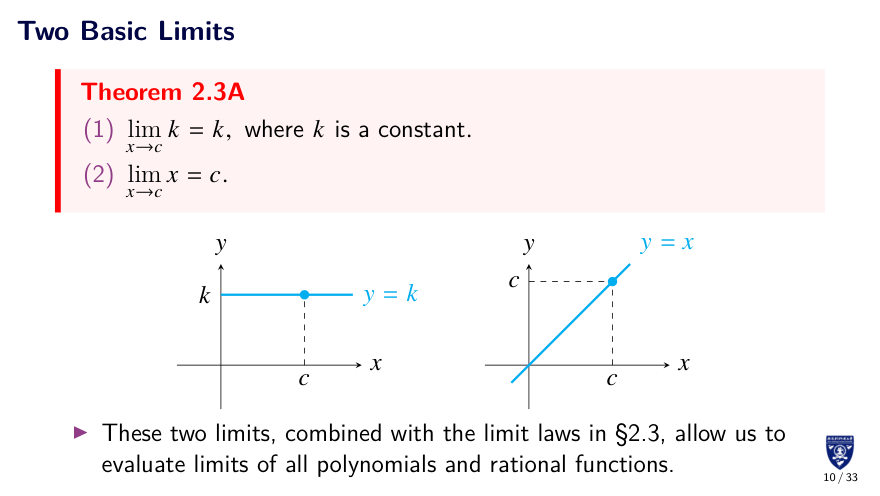 Two Basic Limits
Theorem 2.3A
(1) lim k = k, where k is a constant.
x→c
(2) lim x = c.
x→c
y
k
y = k
x
c
y
y = x
c
x
c
▶ These two limits, combined with the limit laws in §2.3, allow us to
evaluate limits of all polynomials and rational functions.
10 / 33